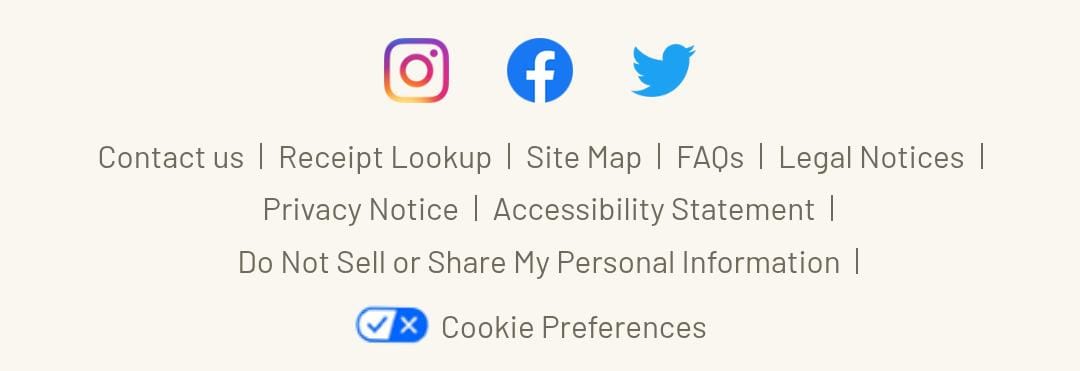 Contact us | Receipt Lookup | Site Map | FAQs | Legal Notices |
Privacy Notice | Accessibility Statement |
Do Not Sell or Share My Personal Information |
Cookie Preferences